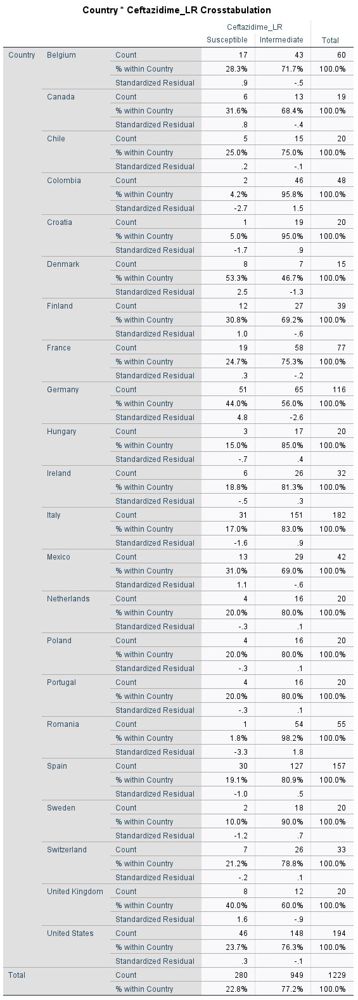 Country * Ceftazidime_LR Crosstabulation
Ceftazidime_LR
Susceptible Intermediate Total
Country Belgium Count 17 43 60
% within Country 28.3% 71.7% 100.0%
Standardized Residual .9 -.5
Canada Count 6 13 19
% within Country 31.6% 68.4% 100.0%
Standardized Residual .8 -.4
Chile Count 5 15 20
% within Country 25.0% 75.0% 100.0%
Standardized Residual .2 -.1
Colombia Count 2 46 48
% within Country 4.2% 95.8% 100.0%
Standardized Residual -2.7 1.5
Croatia Count 1 19 20
% within Country 5.0% 95.0% 100.0%
Standardized Residual -1.7 .9
Denmark Count 8 7 15
% within Country 53.3% 46.7% 100.0%
Standardized Residual 2.5 -1.3
Finland Count 12 27 39
% within Country 30.8% 69.2% 100.0%
Standardized Residual 1.0 -.6
France Count 19 58 77
% within Country 24.7% 75.3% 100.0%
Standardized Residual .3 -.2
Germany Count 51 65 116
% within Country 44.0% 56.0% 100.0%
Standardized Residual 4.8 -2.6
Hungary Count 3 17 20
% within Country 15.0% 85.0% 100.0%
Standardized Residual -.7 .4
Ireland Count 6 26 32
% within Country 18.8% 81.3% 100.0%
Standardized Residual -.5 .3
Italy Count 31 151 182
% within Country 17.0% 83.0% 100.0%
Standardized Residual -1.6 .9
Mexico Count 13 29 42
% within Country 31.0% 69.0% 100.0%
Standardized Residual 1.1 -.6
Netherlands Count 4 16 20
% within Country 20.0% 80.0% 100.0%
Standardized Residual -.3 .1
Poland Count 4 16 20
% within Country 20.0% 80.0% 100.0%
Standardized Residual -.3 .1
Portugal Count 4 16 20
% within Country 20.0% 80.0% 100.0%
Standardized Residual -.3 .1
Romania Count 1 54 55
% within Country 1.8% 98.2% 100.0%
Standardized Residual -3.3 1.8
Spain Count 30 127 157
% within Country 19.1% 80.9% 100.0%
Standardized Residual -1.0 .5
Sweden Count 2 18 20
% within Country 10.0% 90.0% 100.0%
Standardized Residual -1.2 .7
Switzerland Count 7 26 33
% within Country 21.2% 78.8% 100.0%
Standardized Residual -.2 .1
United Kingdom Count 8 12 20
% within Country 40.0% 60.0% 100.0%
Standardized Residual 1.6 -.9
United States Count 46 148 194
% within Country 23.7% 76.3% 100.0%
Standardized Residual .3 -.1
Total Count 280 949 1229
% within Country 22.8% 77.2% 100.0%